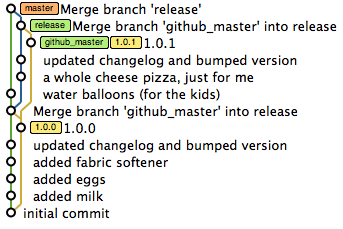 master Merge branch 'release'
release Merge branch 'github_master' into release
github_master 1.0.1 1.0.1
updated changelog and bumped version
a whole cheese pizza, just for me
water balloons (for the kids)
Merge branch 'github_master' into release
1.0.0 1.0.0
updated changelog and bumped version
added fabric softener
added eggs
added milk
initial commit